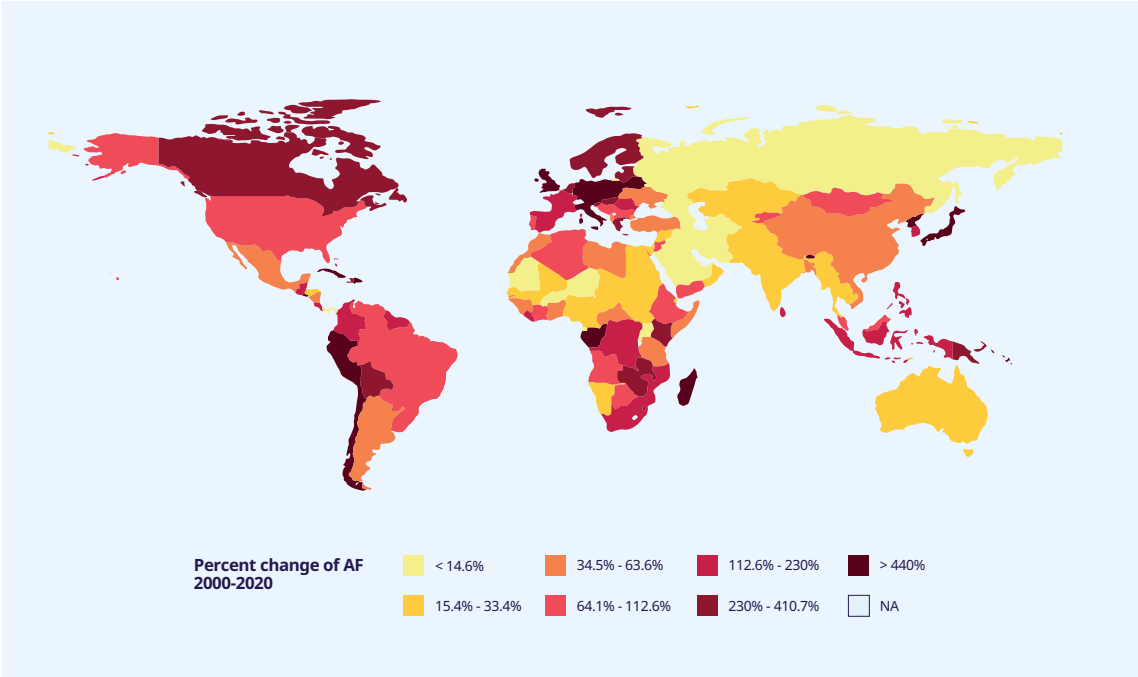 Percent change of AF
2000-2020
< 14.6%
34.5% - 63.6%
112.6% - 230%
> 440%
15.4% - 33.4%
64.1% - 112.6%
230% - 410.7%
NA